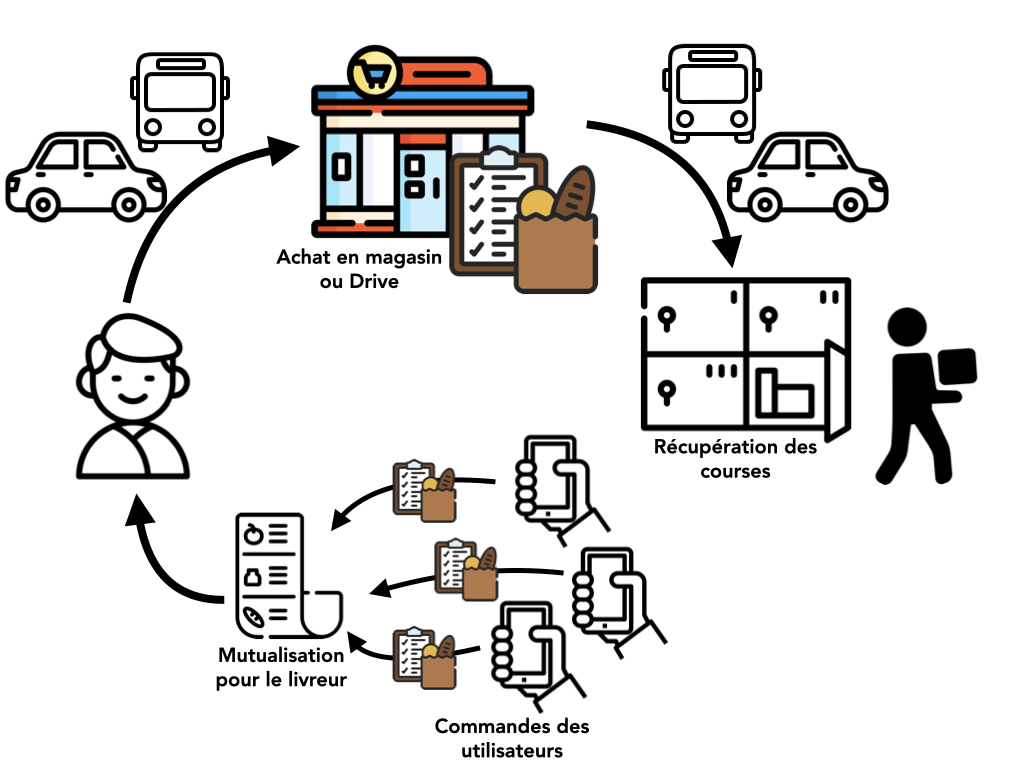 Achat en magasin
ou Drive
Récupération des
courses
Mutualisation
pour le livreur
Commandes des
utilisateurs